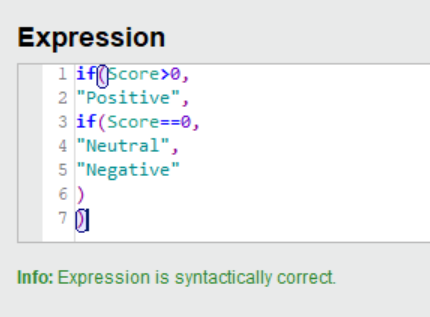 Expression
1 if(Score>0,
2 "Positive",
3 if(Score==0,
4 "Neutral",
5 "Negative"
6 )
7 )
Info: Expression is syntactically correct.